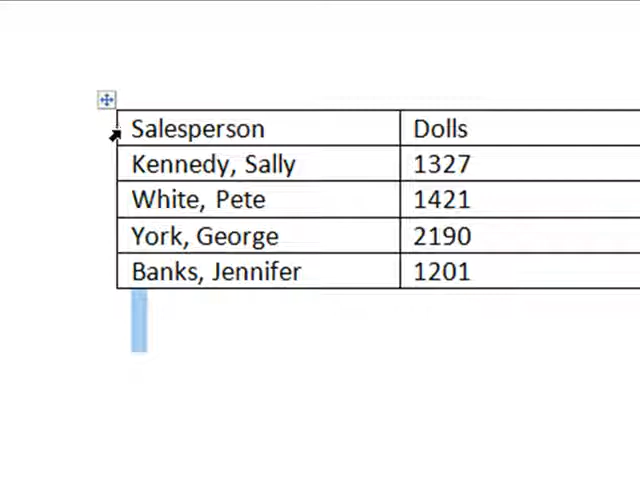 Salesperson Dolls
Kennedy, Sally 1327
White, Pete 1421
York, George 2190
Banks, Jennifer 1201